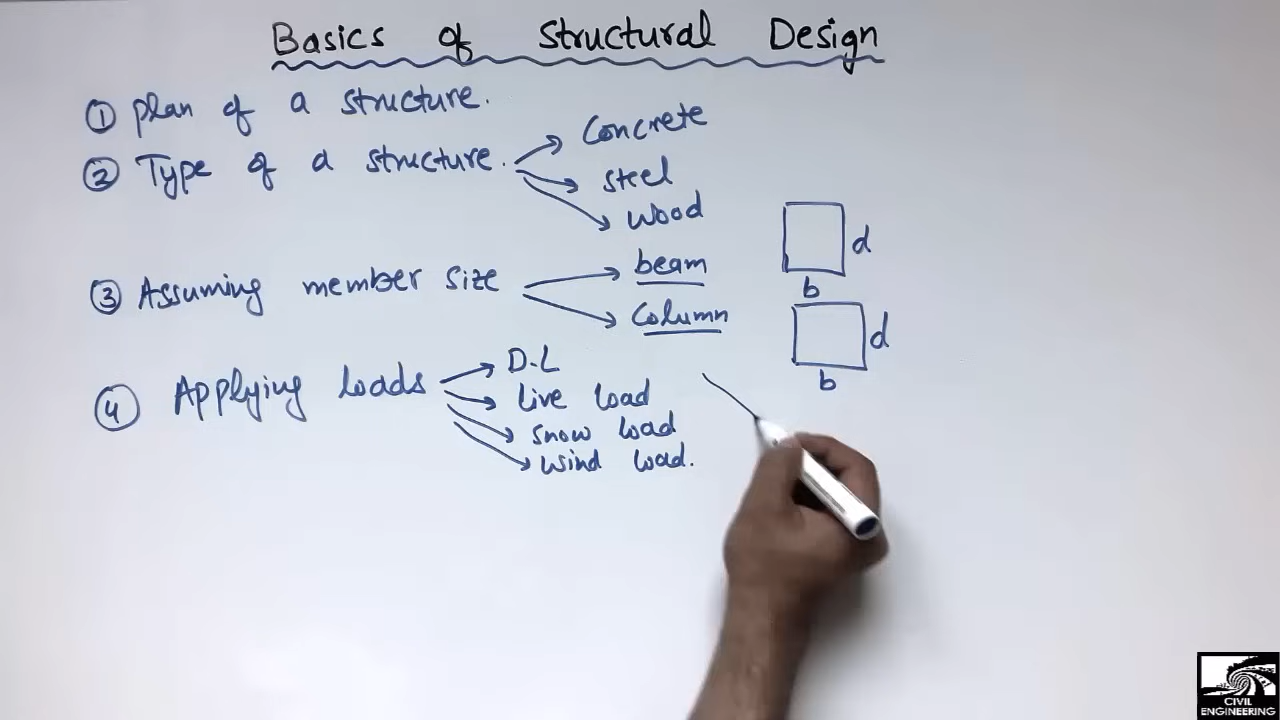 Basics of Structural Design
① Plan of a structure.
② Type of a structure.
Concrete
Steel
Wood
③ Assuming member size
beam
Column
d
b
d
b
④ Applying loads
D.L
Live load
Snow load
Wind load.
CIVIL
ENGINEERING